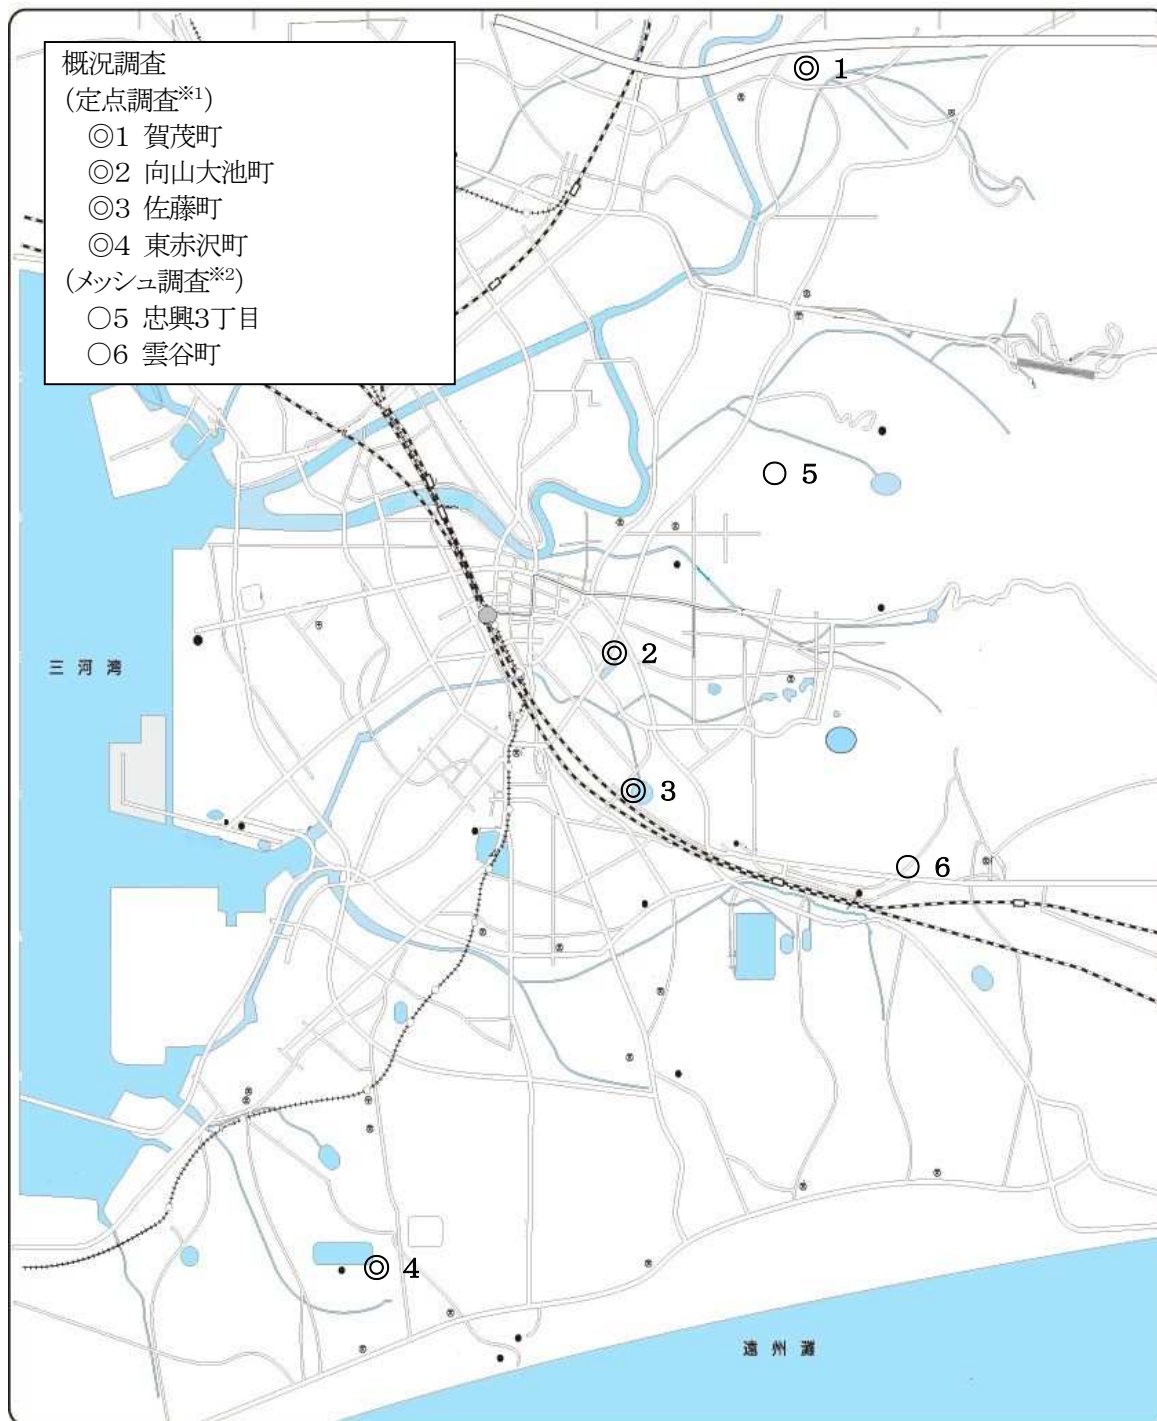 概況調査
(定点調査※1)
◎1 賀茂町
◎2 向山大池町
◎3 佐藤町
◎4 東赤沢町
(メッシュ調査※2)
○5 忠興3丁目
○6 雲谷町
◎ 1
○ 5
◎ 2
三河湾
◎ 3
○ 6
◎ 4
遠州灘